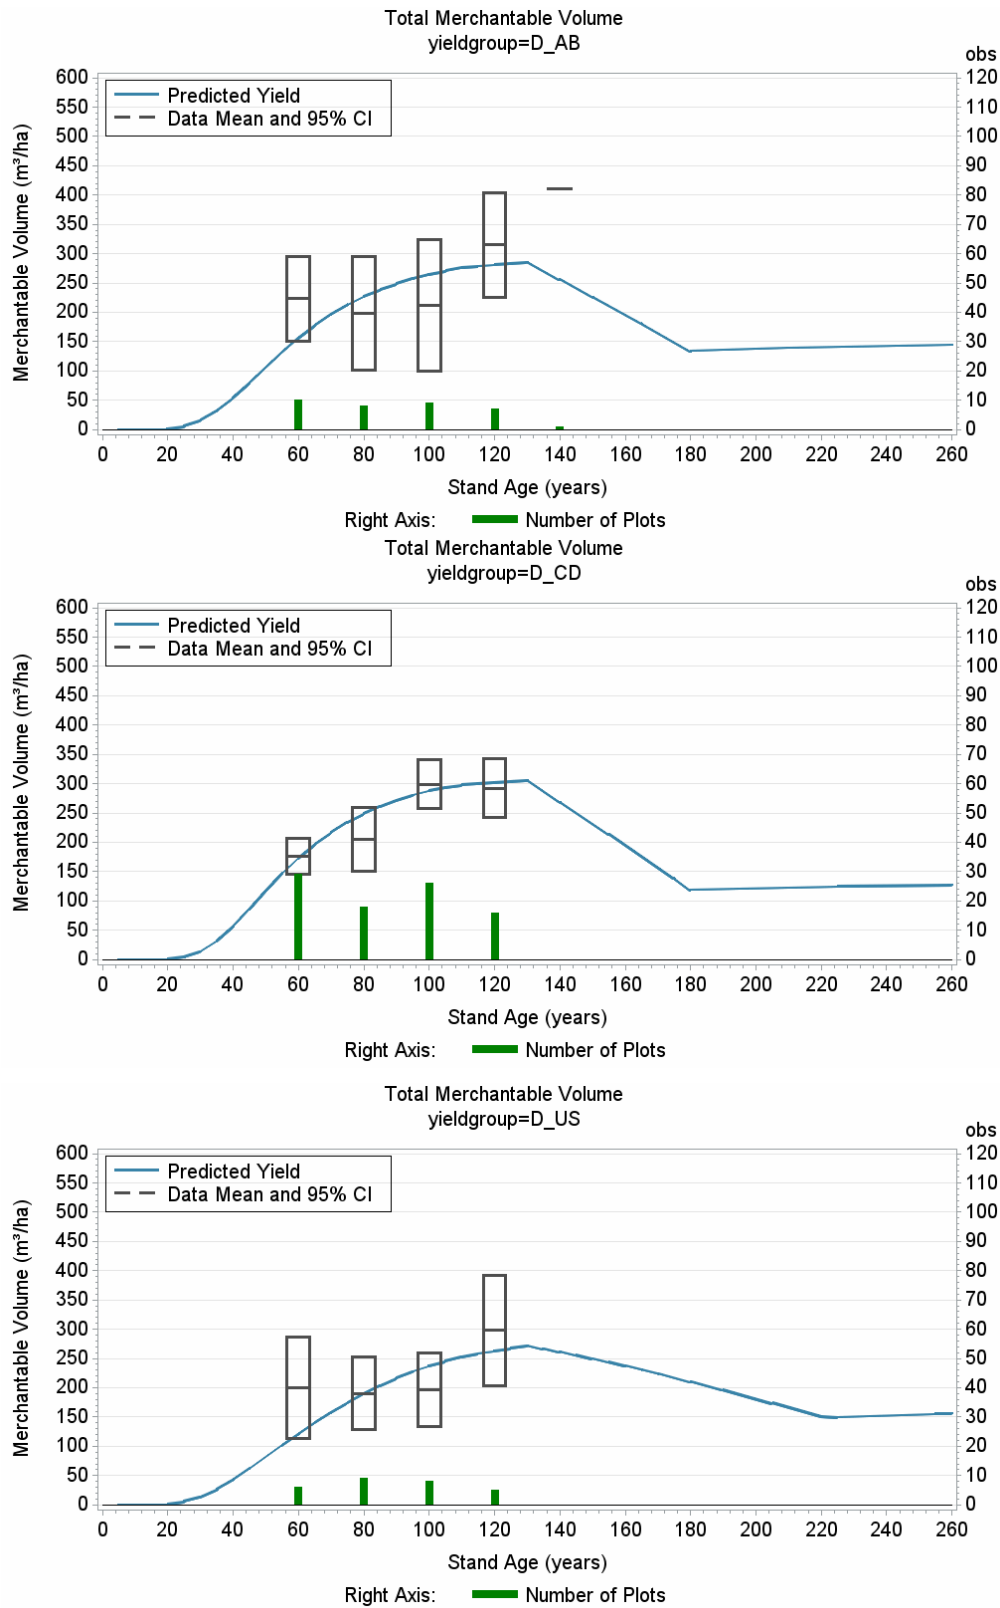 Total Merchantable Volume
yieldgroup=D_AB
obs
Predicted Yield
Data Mean and 95% CI
Merchantable Volume (m³/ha)
600
550
500
450
400
350
300
250
200
150
100
50
0
120
110
100
90
80
70
60
50
40
30
20
10
0
0 20 40 60 80 100 120 140 160 180 200 220 240 260
Stand Age (years)
Right Axis: Number of Plots
Total Merchantable Volume
yieldgroup=D_CD
obs
Predicted Yield
Data Mean and 95% CI
Merchantable Volume (m³/ha)
600
550
500
450
400
350
300
250
200
150
100
50
0
120
110
100
90
80
70
60
50
40
30
20
10
0
0 20 40 60 80 100 120 140 160 180 200 220 240 260
Stand Age (years)
Right Axis: Number of Plots
Total Merchantable Volume
yieldgroup=D_US
obs
Predicted Yield
Data Mean and 95% CI
Merchantable Volume (m³/ha)
600
550
500
450
400
350
300
250
200
150
100
50
0
120
110
100
90
80
70
60
50
40
30
20
10
0
0 20 40 60 80 100 120 140 160 180 200 220 240 260
Stand Age (years)
Right Axis: Number of Plots